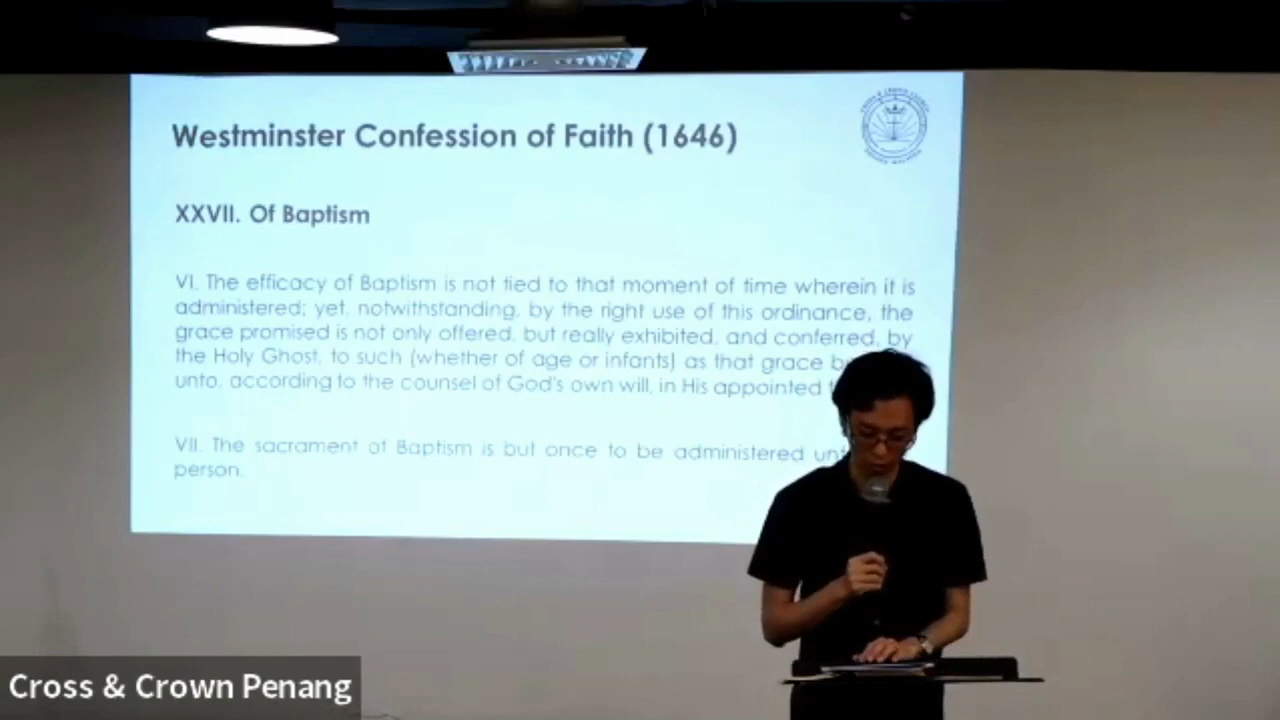 Westminster Confession of Faith (1646)
XXVII. Of Baptism
VI. The efficacy of Baptism is not tied to that moment of time wherein it is
administered; yet, notwithstanding, by the right use of this ordinance, the
grace promised is not only offered, but really exhibited, and conferred, by
the Holy Ghost, to such (whether of age or infants) as that grace
unto, according to the counsel of God's own will, in His appointed
VII. The sacrament of Baptism is but once to be administered
person.
Cross & Crown Penang